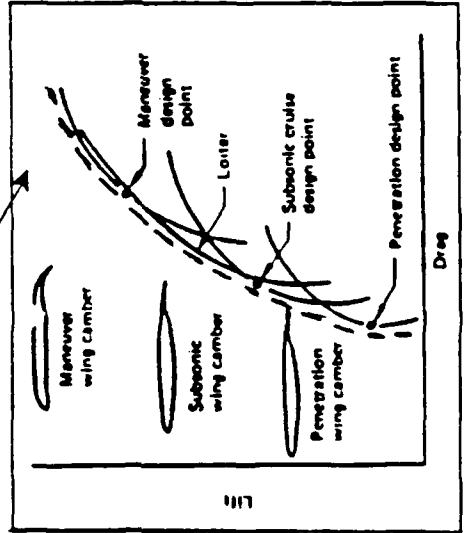 Maneuver
wing camber
Maneuver
design
point
Loiter
Subsonic
wing camber
Subsonic cruise
design point
Penetration
wing camber
Penetration design point
Lift
Drag